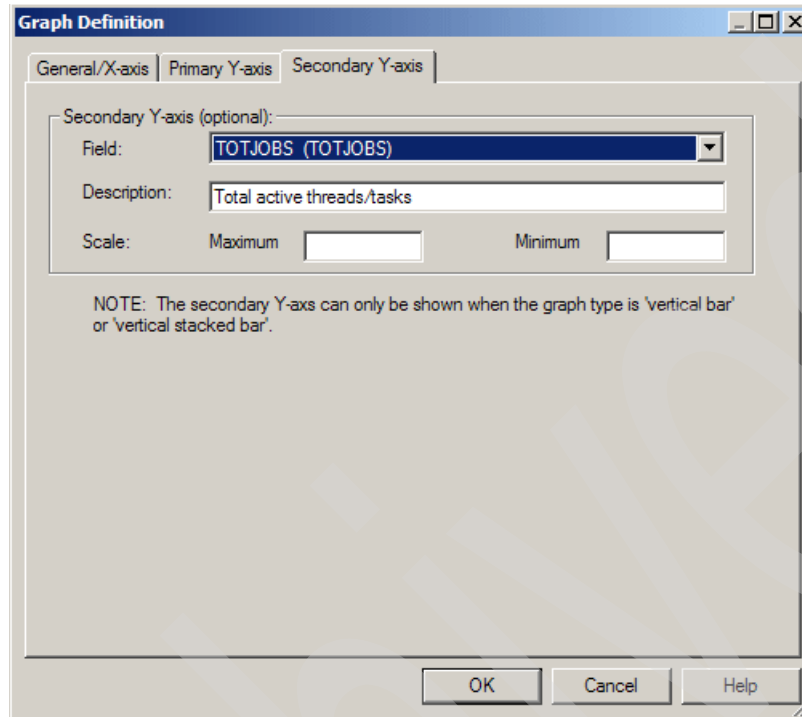 Graph Definition
General/X-axis Primary Y-axis Secondary Y-axis
Secondary Y-axis (optional):
Field: TOTJOBS (TOTJOBS)
Description: Total active threads/tasks
Scale: Maximum Minimum
NOTE: The secondary Y-axs can only be shown when the graph type is 'vertical bar'
or 'vertical stacked bar'.
OK Cancel Help